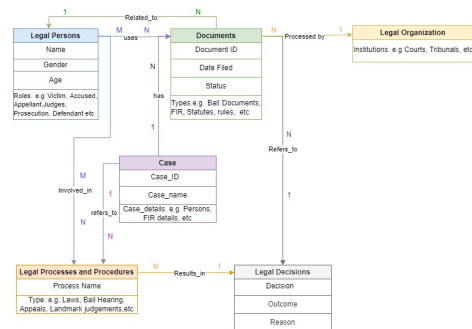 1
N
Related_to
Legal Persons
M
N
uses
Documents
N
1
Processed by
Legal Organization
Name
Document ID
Institutions. e.g Courts, Tribunals, etc
Gender
Date Filed
Age
Status
Roles. e.g Victim, Accused,
Appellant,Judges,
Prosecution, Defendant etc
Types.e.g. Bail Documents,
FIR, Statutes, rules, etc
N
has
1
N
Refers_to
1
Case
Case_ID
Case_name
Case_details. e.g. Persons,
FIR details, etc
M
Involved_in
N
1
refers_to
N
Legal Processes and Procedures
N
1
Results_in
Legal Decisions
Process Name
Decision
Type. e.g. Laws, Bail Hearing,
Appeals, Landmark judgements,etc
Outcome
Reason